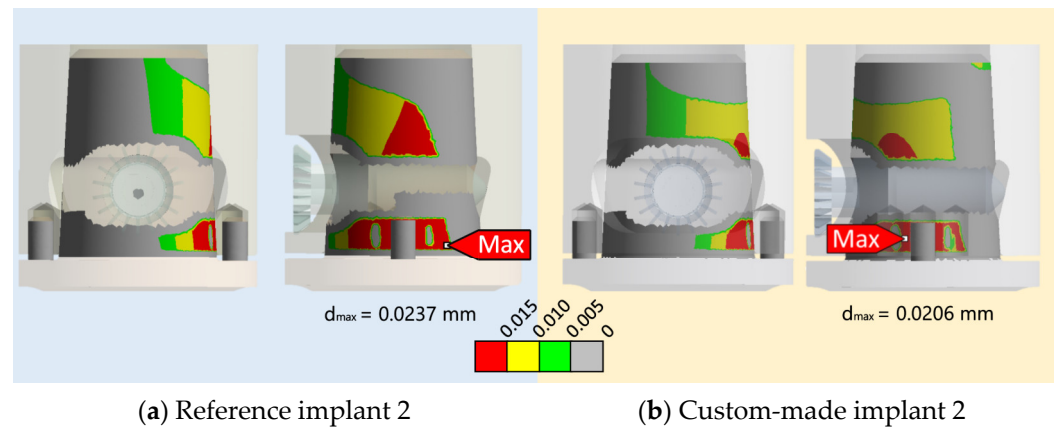 Max
Max
dmax = 0.0237 mm
dmax = 0.0206 mm
0.015
0.010
0.005
0
(a) Reference implant 2
(b) Custom-made implant 2